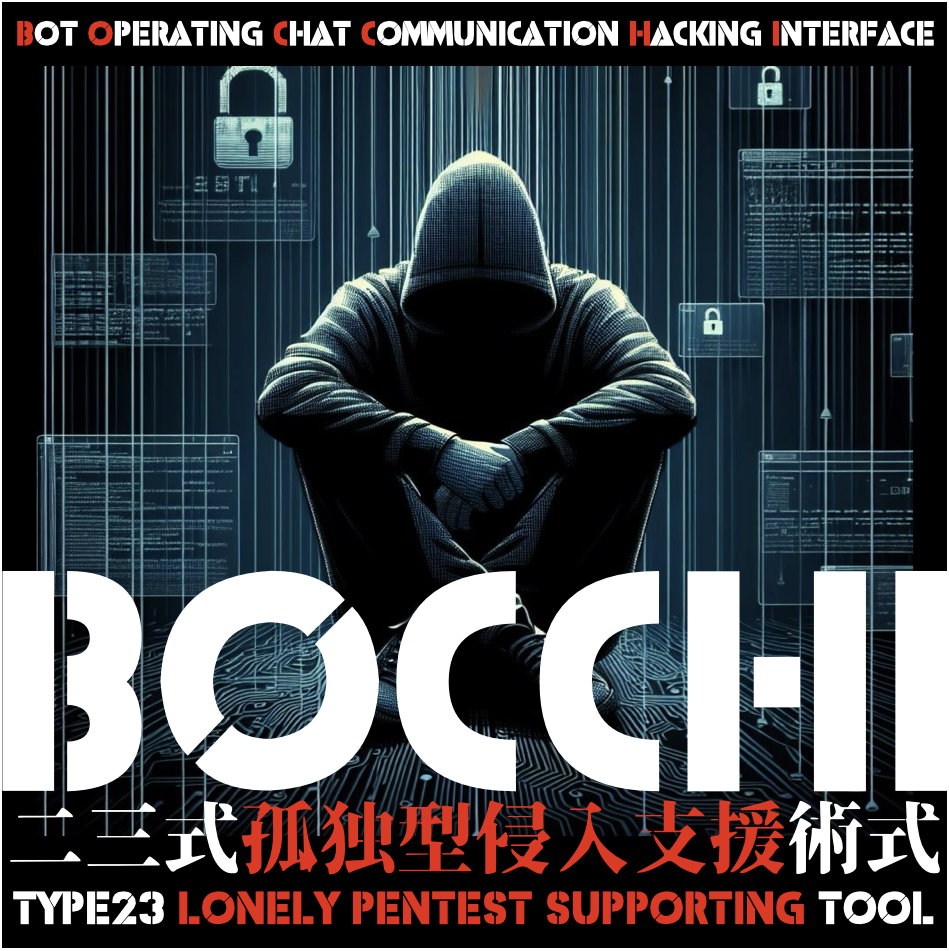 BOT OPERATING CHAT COMMUNICATION HACKING INTERFACE
BOCCHI
二三式孤独型侵入支援術式
TYPE23 LONELY PENTEST SUPPORTING TOOL